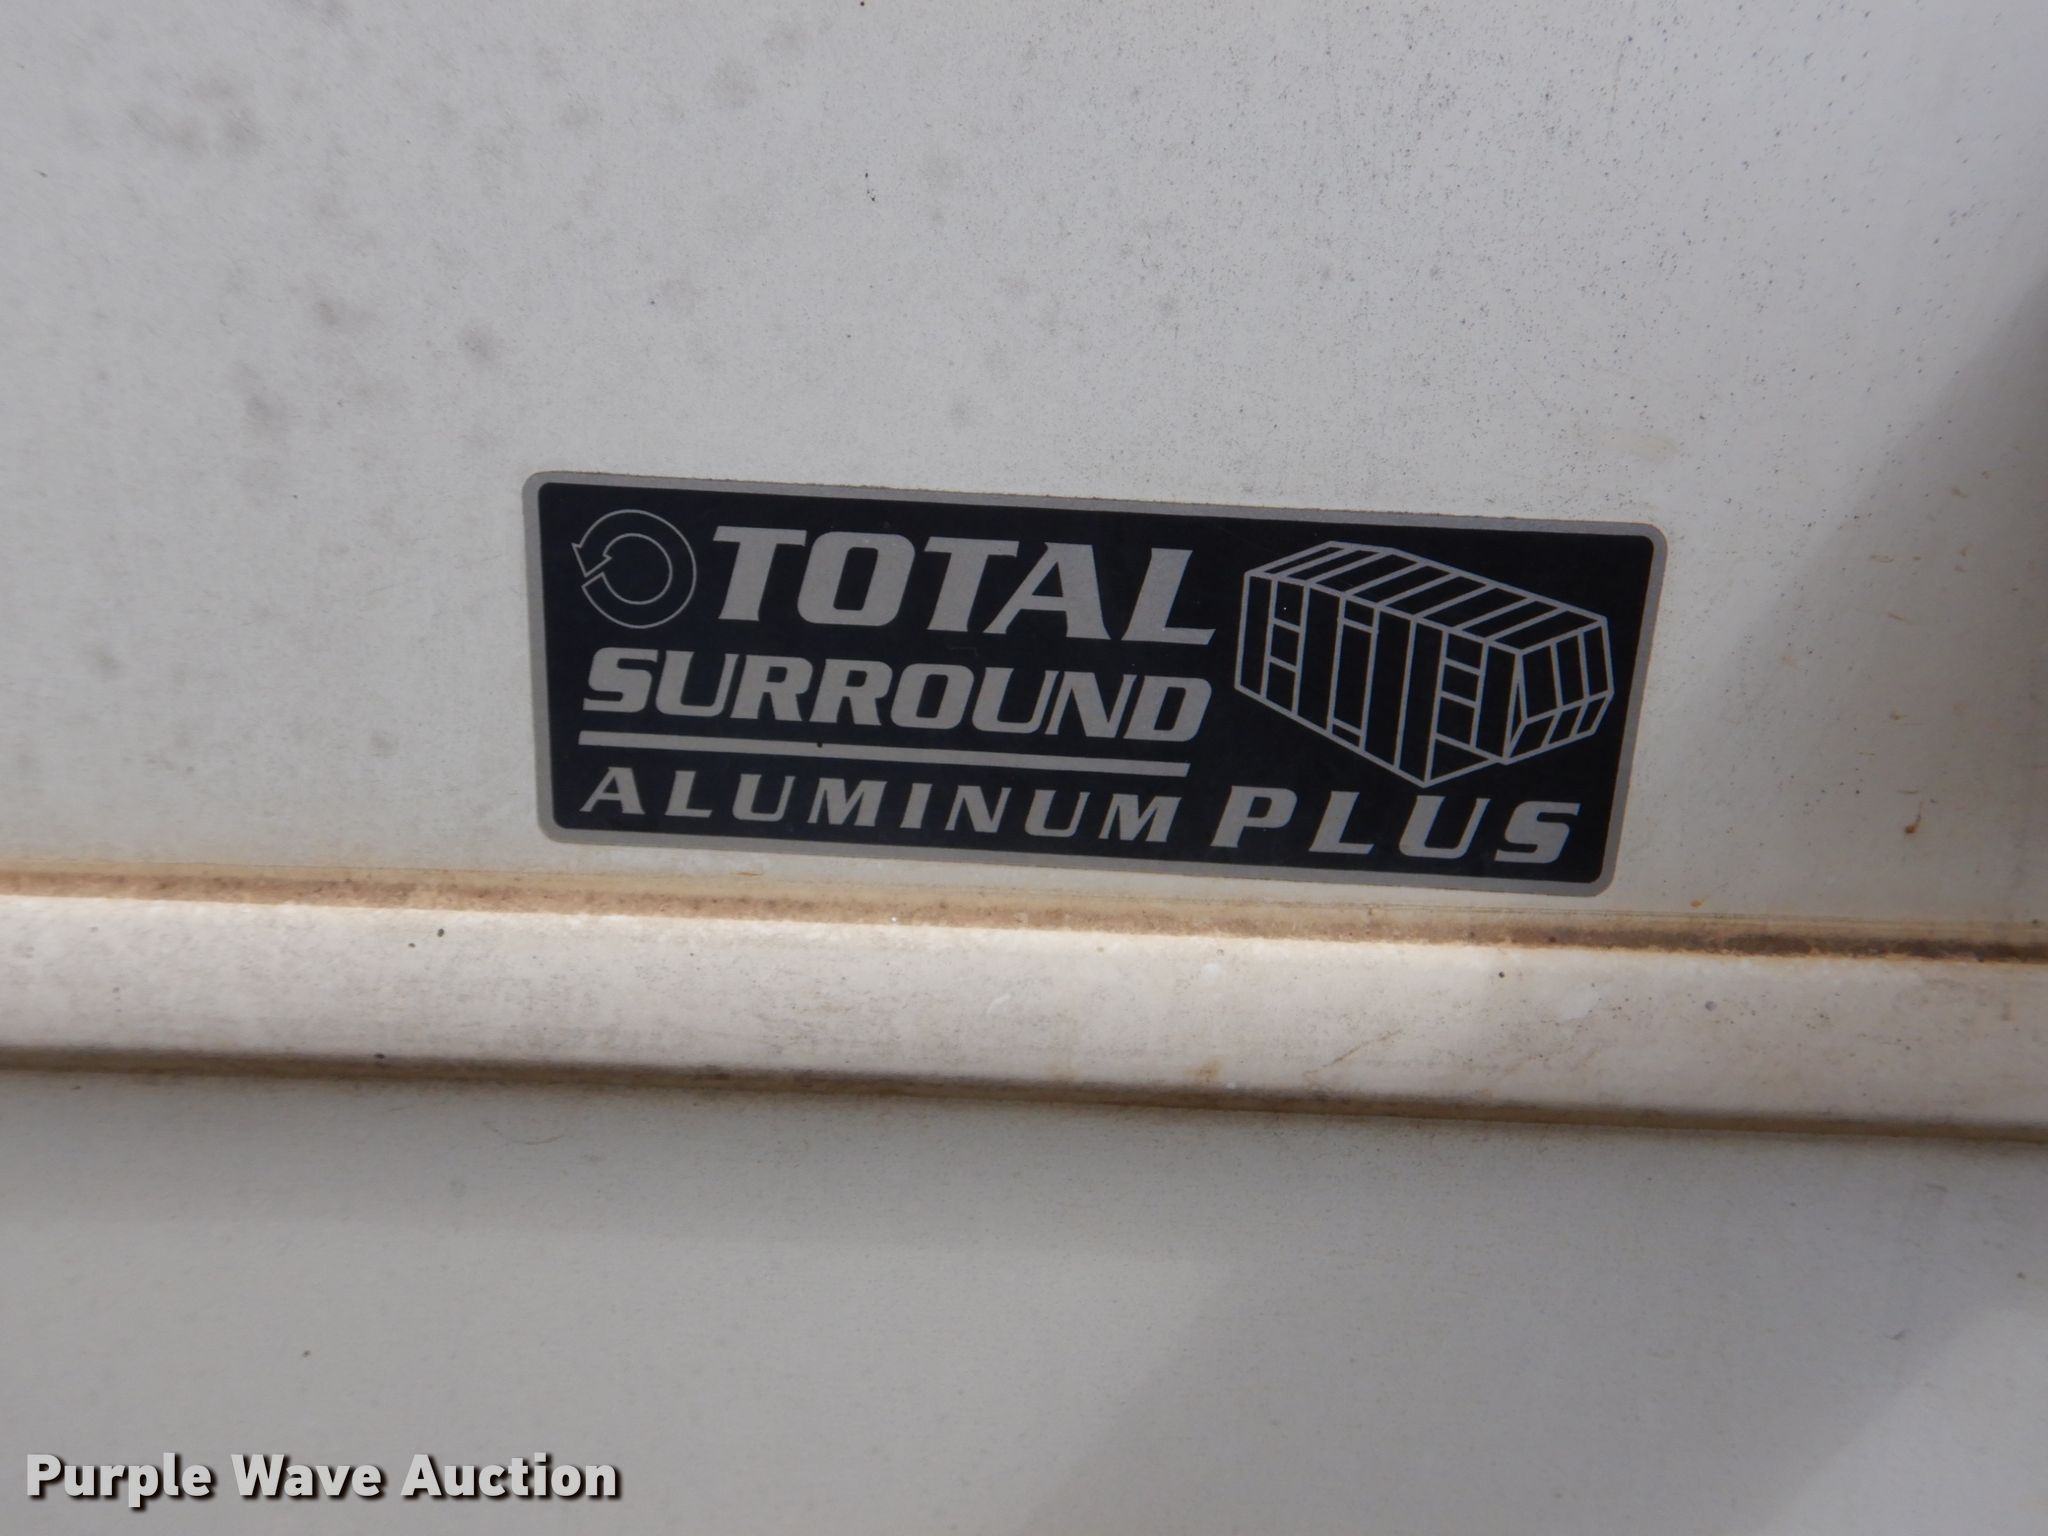 TOTAL
SURROUND
ALUMINUM PLUS
Purple Wave Auction